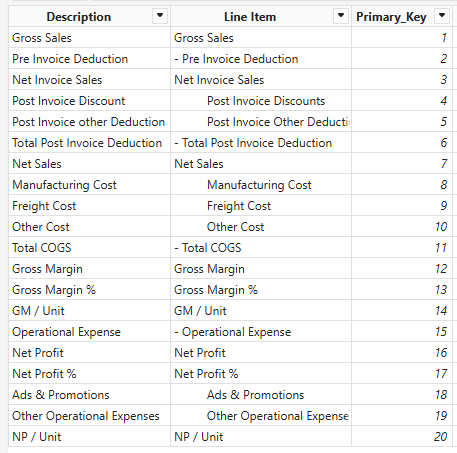 Description Line Item Primary_Key
Gross Sales Gross Sales 1
Pre Invoice Deduction - Pre Invoice Deduction 2
Net Invoice Sales Net Invoice Sales 3
Post Invoice Discount Post Invoice Discounts 4
Post Invoice other Deduction Post Invoice Other Deducti 5
Total Post Invoice Deduction - Total Post Invoice Deduction 6
Net Sales Net Sales 7
Manufacturing Cost Manufacturing Cost 8
Freight Cost Freight Cost 9
Other Cost Other Cost 10
Total COGS - Total COGS 11
Gross Margin Gross Margin 12
Gross Margin % Gross Margin % 13
GM / Unit GM / Unit 14
Operational Expense - Operational Expense 15
Net Profit Net Profit 16
Net Profit % Net Profit % 17
Ads & Promotions Ads & Promotions 18
Other Operational Expenses Other Operational Expense 19
NP / Unit NP / Unit 20